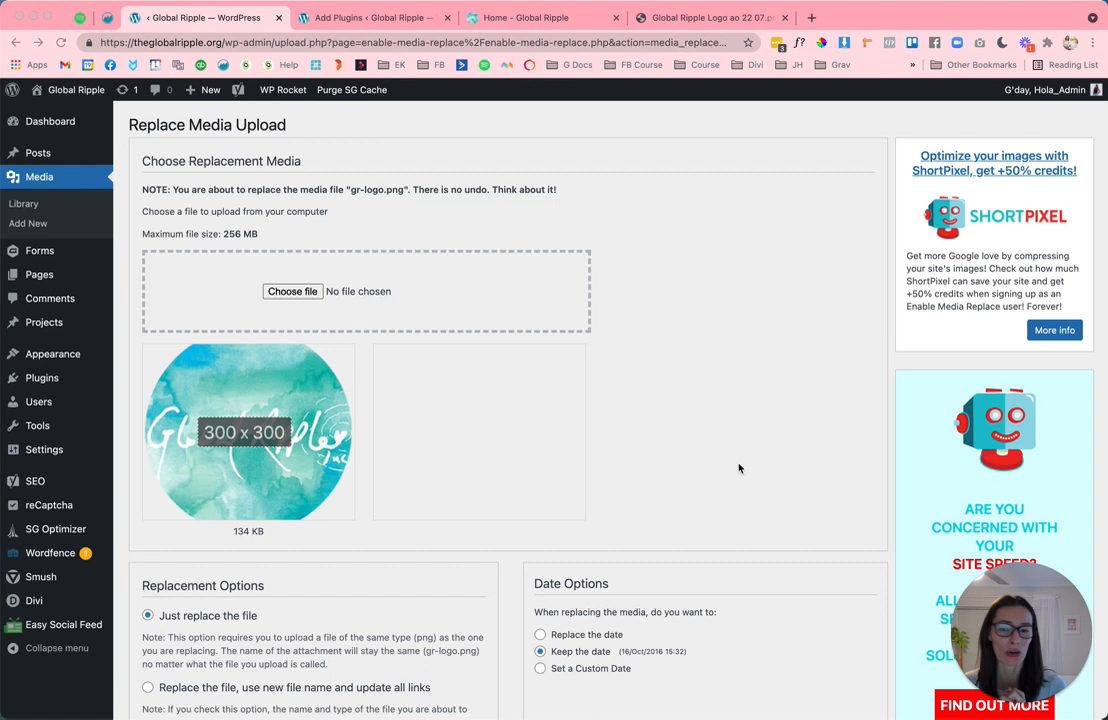 ‹ Global Ripple — WordPress
Add Plugins ‹ Global Ripple —
Home - Global Ripple
Global Ripple Logo ao 22 07.p
https://theglobalripple.org/wp-admin/upload.php?page=enable-media-replace%2Fenable-media-replace.php&action=media_replace...
Apps
Help
EK
FB
G Docs
FB Course
Course
Divi
JH
Grav
»
Other Bookmarks
Reading List
Global Ripple
1
0
New
WP Rocket
Purge SG Cache
G'day, Hola_Admin
Dashboard
Posts
Media
Library
Add New
Forms
Pages
Comments
Projects
Appearance
Plugins
Users
Tools
Settings
SEO
reCaptcha
SG Optimizer
Wordfence 1
Smush
Divi
Easy Social Feed
Collapse menu
Replace Media Upload
Choose Replacement Media
NOTE: You are about to replace the media file "gr-logo.png". There is no undo. Think about it!
Choose a file to upload from your computer
Maximum file size: 256 MB
Choose file No file chosen
300 x 300
134 KB
Replacement Options
Just replace the file
Note: This option requires you to upload a file of the same type (png) as the one
you are replacing. The name of the attachment will stay the same (gr-logo.png)
no matter what the file you upload is called.
Replace the file, use new file name and update all links
Note: If you check this option, the name and type of the file you are about to
Date Options
When replacing the media, do you want to:
Replace the date
Keep the date (16/Oct/2016 15:32)
Set a Custom Date
Optimize your images with
ShortPixel, get +50% credits!
SHORTPIXEL
Get more Google love by compressing
your site's images! Check out how much
ShortPixel can save your site and get
+50% credits when signing up as an
Enable Media Replace user! Forever!
More info
ARE YOU
CONCERNED WITH
YOUR
SITE SPEED?
FIND OUT MORE